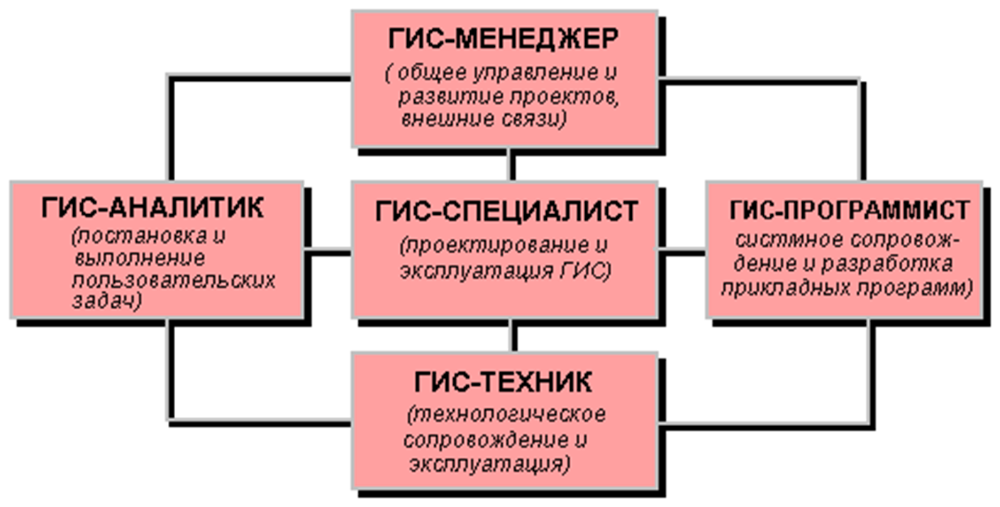 ГИС-МЕНЕДЖЕР
( общее управление и
развитие проектов,
внешние связи)
ГИС-АНАЛИТИК
(постановка и
выполнение
пользовательских
задач)
ГИС-СПЕЦИАЛИСТ
(проектирование и
эксплуатация ГИС)
ГИС-ПРОГРАММИСТ
систмное сопровож-
дение и разработка
прикладных программ)
ГИС-ТЕХНИК
(технологическое
сопровождение и
эксплуатация)